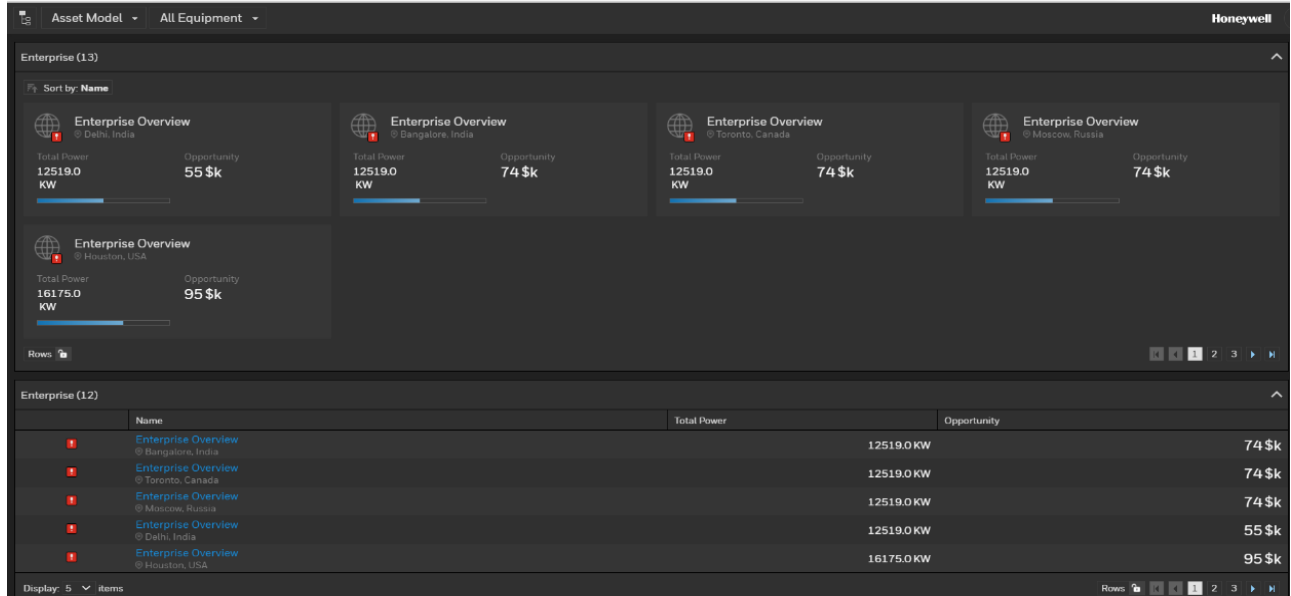 Asset Model All Equipment Honeywell
Enterprise (13)
Sort by: Name
Enterprise Overview Enterprise Overview Enterprise Overview Enterprise Overview
Delhi, India Bangalore, India Toronto, Canada Moscow, Russia
Total Power Opportunity Total Power Opportunity Total Power Opportunity Total Power Opportunity
12519.0 55 $k 12519.0 74 $k 12519.0 74 $k 12519.0 74 $k
KW KW KW KW
Enterprise Overview
Houston, USA
Total Power Opportunity
16175.0 95 $k
KW
Rows 1 2 3
Enterprise (12)
Name Total Power Opportunity
Enterprise Overview
Bangalore, India
12519.0 KW 74 $k
Enterprise Overview
Toronto, Canada
12519.0 KW 74 $k
Enterprise Overview
Moscow, Russia
12519.0 KW 74 $k
Enterprise Overview
Delhi, India
12519.0 KW 55 $k
Enterprise Overview
Houston, USA
16175.0 KW 95 $k
Display: 5 items Rows 1 2 3